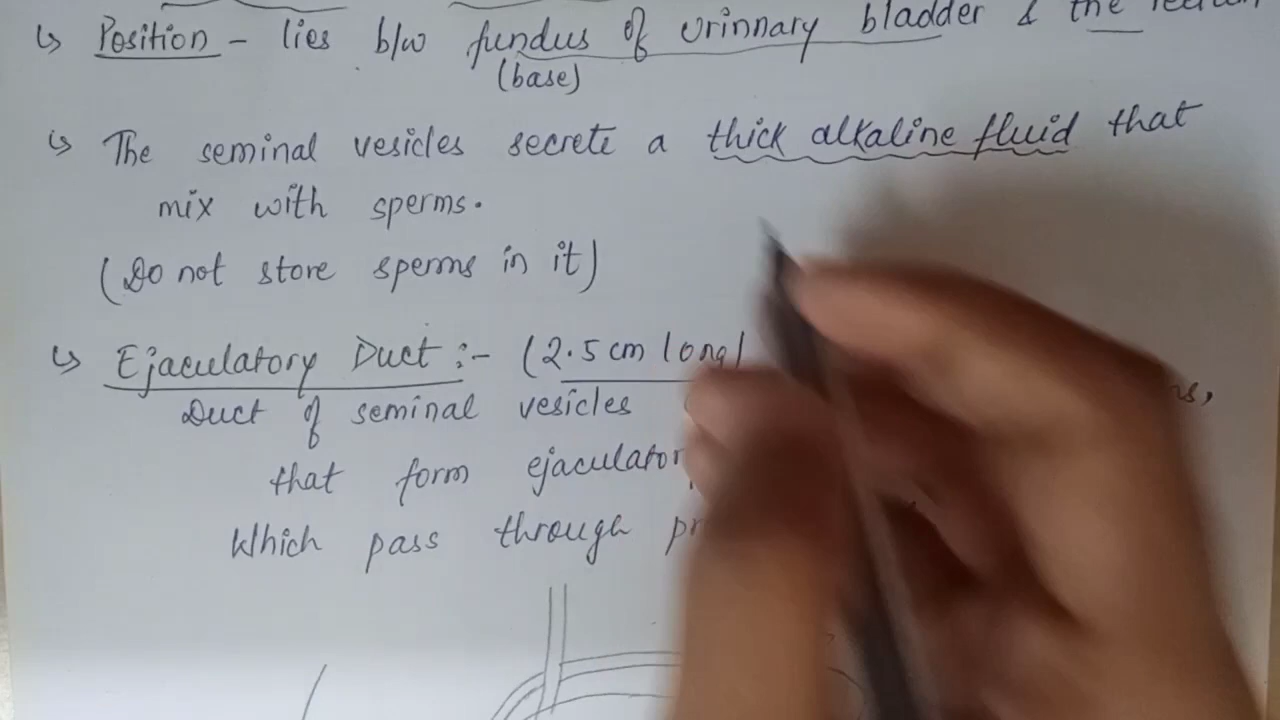 ↳ Position - lies b/w fundus of urinnary bladder & the
(base)
↳ The seminal vesicles secrete a thick alkaline fluid that
mix with sperms.
(Do not store sperms in it)
↳ Ejaculatory Duct :- (2.5 cm long)
Duct of seminal vesicles
that form
Which pass through